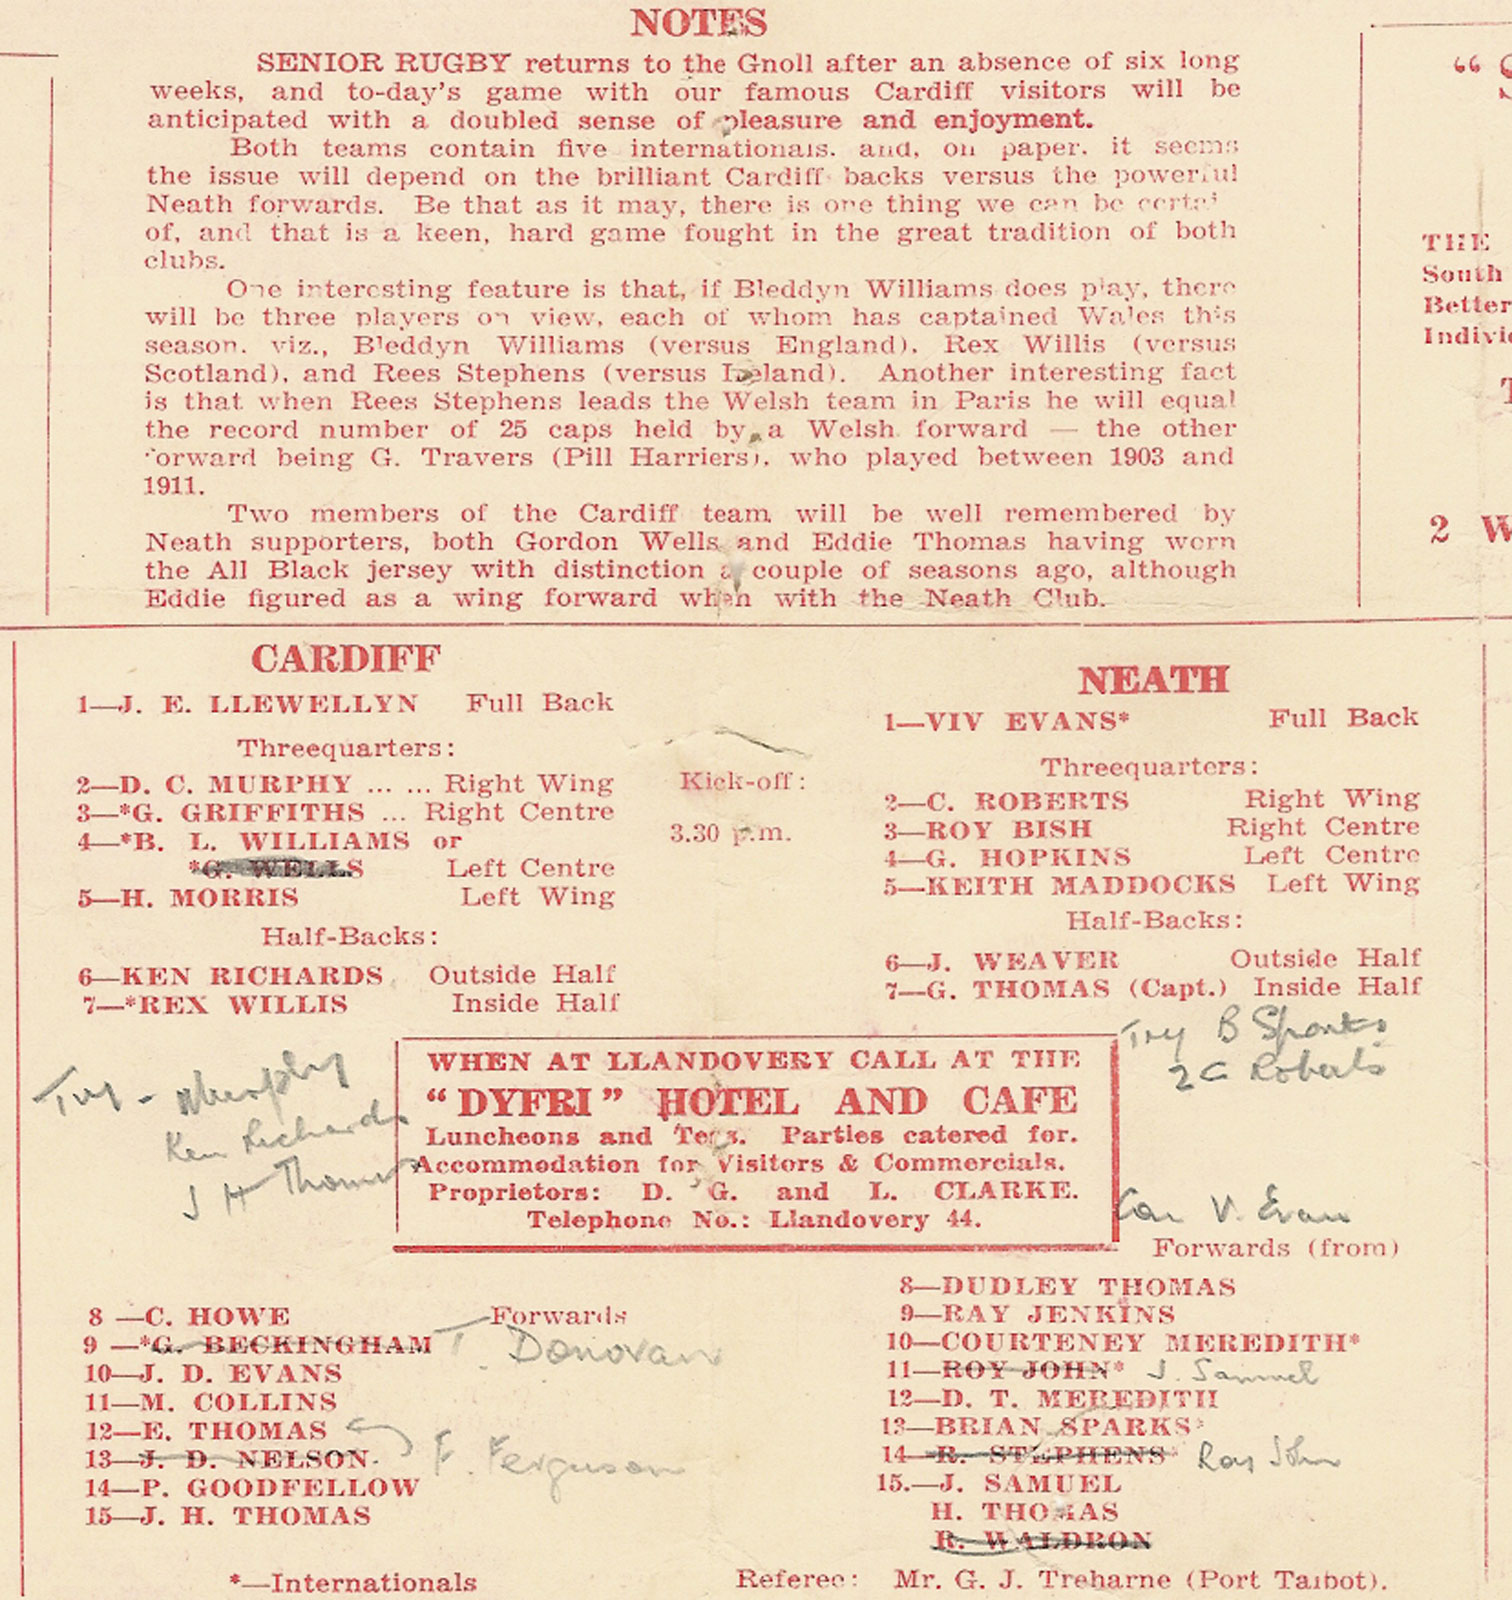 NOTES
SENIOR RUGBY returns to the Gnoll after an absence of six long
weeks, and to-day's game with our famous Cardiff visitors will be
anticipated with a doubled sense of pleasure and enjoyment.
Both teams contain five internationals. and, on paper. it seems
the issue will depend on the brilliant Cardiff backs versus the powerful
Neath forwards. Be that as it may, there is one thing we can be certai
of, and that is a keen, hard game fought in the great tradition of both
clubs.
One interesting feature is that, if Bleddyn Williams does play, there
will be three players on view, each of whom has captained Wales this
season. viz., Bleddyn Williams (versus England), Rex Willis (versus
Scotland), and Rees Stephens (versus Ireland). Another interesting fact
is that when Rees Stephens leads the Welsh team in Paris he will equal
the record number of 25 caps held by a Welsh forward — the other
forward being G. Travers (Pill Harriers), who played between 1903 and
1911.
Two members of the Cardiff team will be well remembered by
Neath supporters, both Gordon Wells and Eddie Thomas having worn
the All Black jersey with distinction a couple of seasons ago, although
Eddie figured as a wing forward when with the Neath Club.
"
THE
South
Better
Indivi
2 W
CARDIFF
1—J. E. LLEWELLYN Full Back
Threequarters:
2—D. C. MURPHY ... ... Right Wing
3—*G. GRIFFITHS ... Right Centre
4—*B. L. WILLIAMS or
*G. WELLS Left Centre
5—H. MORRIS Left Wing
Half-Backs:
6—KEN RICHARDS Outside Half
7—*REX WILLIS Inside Half
Kick-off:
3.30 p.m.
NEATH
1—VIV EVANS* Full Back
Threequarters:
2—C. ROBERTS Right Wing
3—ROY BISH Right Centre
4—G. HOPKINS Left Centre
5—KEITH MADDOCKS Left Wing
Half-Backs:
6—J. WEAVER Outside Half
7—G. THOMAS (Capt.) Inside Half
Try B Sparks
2 C Roberts
Try - Murphy
Ken Richards
J H Thomas
WHEN AT LLANDOVERY CALL AT THE
"DYFRI" HOTEL AND CAFE
Luncheons and Teas. Parties catered for.
Accommodation for Visitors & Commercials.
Proprietors: D. G. and L. CLARKE.
Telephone No.: Llandovery 44.
Con V. Evans
Forwards (from)
8 —C. HOWE Forwards
9 —*G. BECKINGHAM T. Donovan
10—J. D. EVANS
11—M. COLLINS
12—E. THOMAS
13—J. D. NELSON. F. Ferguson
14—P. GOODFELLOW
15—J. H. THOMAS
*—Internationals
8—DUDLEY THOMAS
9—RAY JENKINS
10—COURTENEY MEREDITH*
11—ROY JOHN* J. Samuel
12—D. T. MEREDITH
13—BRIAN SPARKS*
14—R. STEPHENS Roy John
15.—J. SAMUEL
H. THOMAS
R. WALDRON
Referee: Mr. G. J. Treharne (Port Talbot).